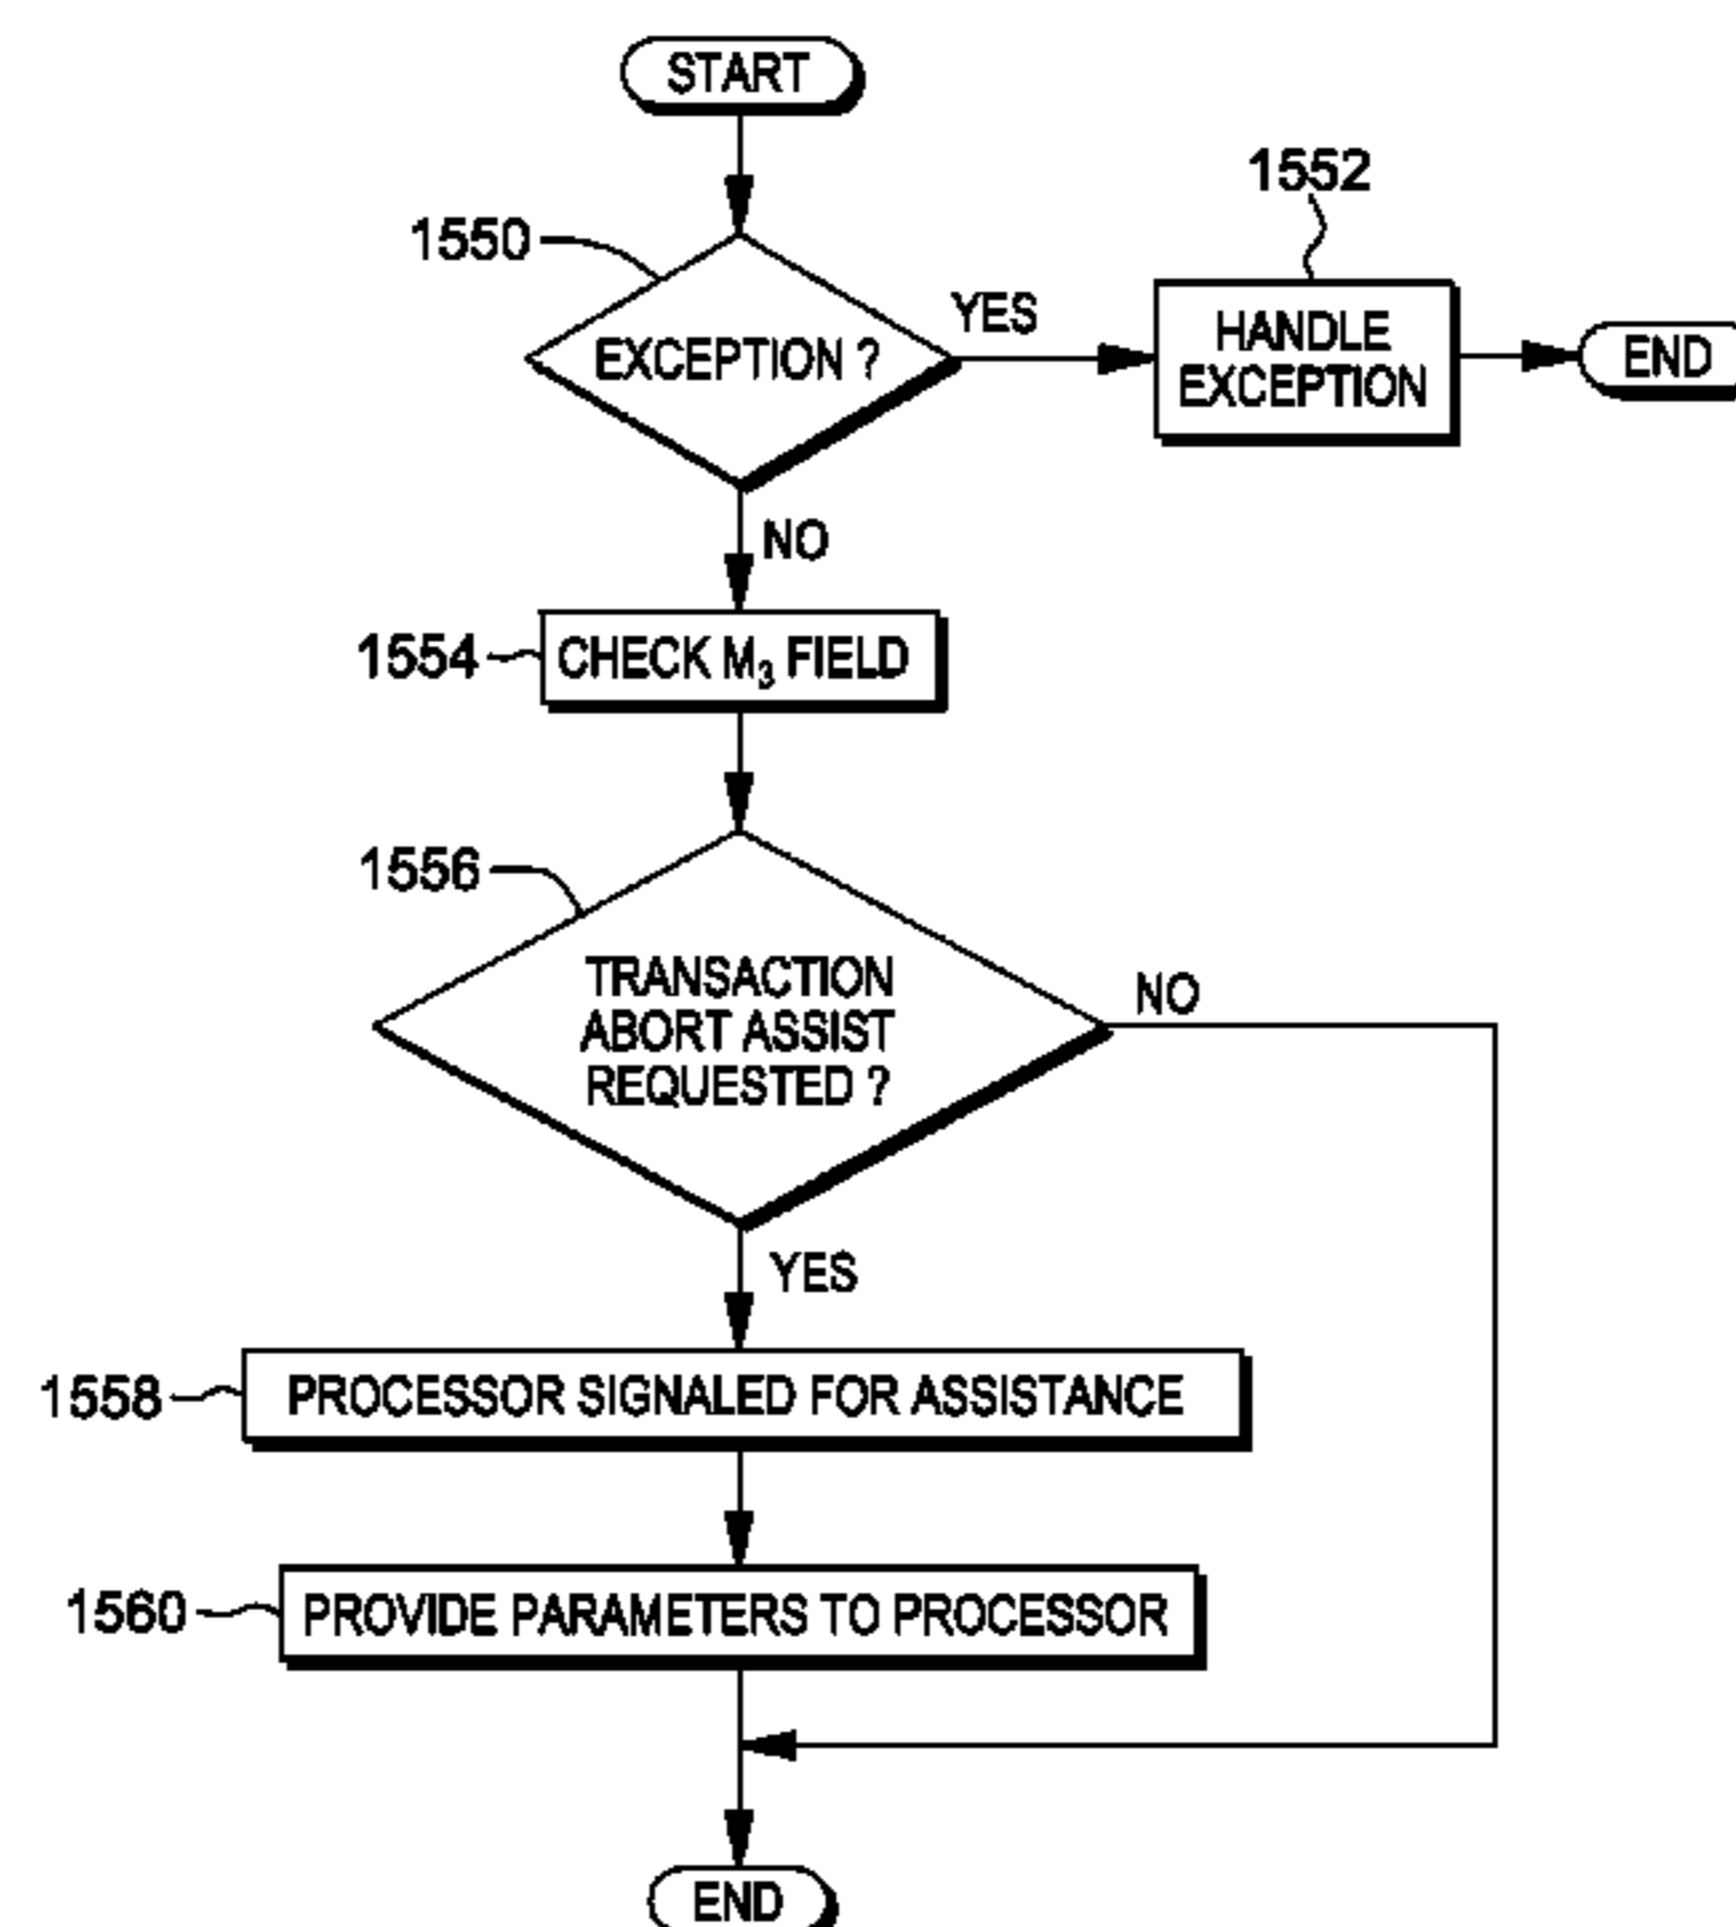 START
1550
EXCEPTION ?
YES
1552
HANDLE
EXCEPTION
END
NO
1554
CHECK M₃ FIELD
1556
TRANSACTION
ABORT ASSIST
REQUESTED ?
NO
YES
1558
PROCESSOR SIGNALED FOR ASSISTANCE
1560
PROVIDE PARAMETERS TO PROCESSOR
END